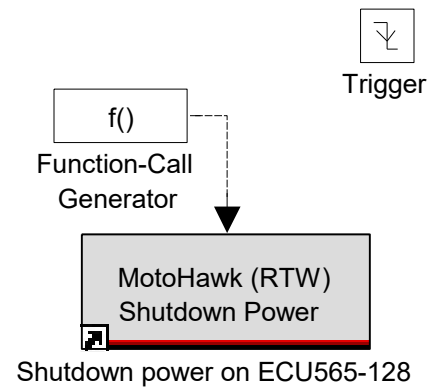 Trigger
f()
Function-Call
Generator
MotoHawk (RTW)
Shutdown Power
Shutdown power on ECU565-128